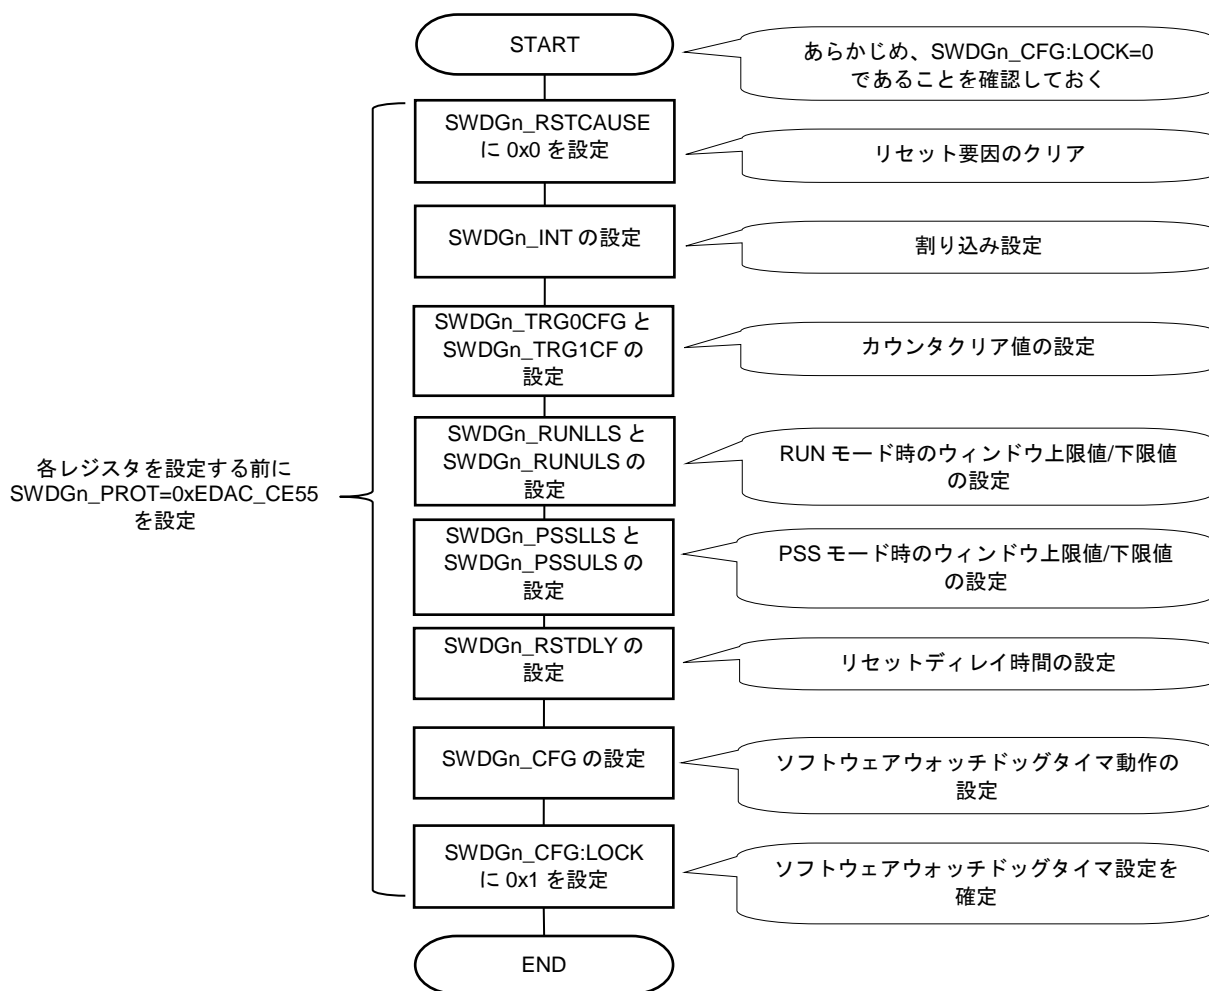 START
あらかじめ、SWDGn_CFG:LOCK=0
であることを確認しておく
SWDGn_RSTCAUSE
に 0x0 を設定
リセット要因のクリア
SWDGn_INT の設定
割り込み設定
SWDGn_TRG0CFG と
SWDGn_TRG1CF の
設定
カウンタクリア値の設定
SWDGn_RUNLLS と
SWDGn_RUNULS の
設定
RUN モード時のウィンドウ上限値/下限値
の設定
各レジスタを設定する前に
SWDGn_PROT=0xEDAC_CE55
を設定
SWDGn_PSSLLS と
SWDGn_PSSULS の
設定
PSS モード時のウィンドウ上限値/下限値
の設定
SWDGn_RSTDLY の
設定
リセットディレイ時間の設定
SWDGn_CFG の設定
ソフトウェアウォッチドッグタイマ動作の
設定
SWDGn_CFG:LOCK
に 0x1 を設定
ソフトウェアウォッチドッグタイマ設定を
確定
END